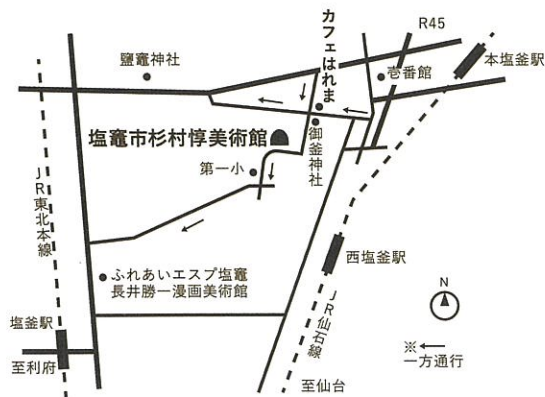 R45
カフェはれま
鹽竈神社
壱番館
本塩釜駅
塩竈市杉村惇美術館
御釜神社
第一小
JR東北本線
ふれあいエスプ塩竈
長井勝一漫画美術館
西塩釜駅
JR仙石線
N
塩釜駅
至利府
至仙台
※←
一方通行